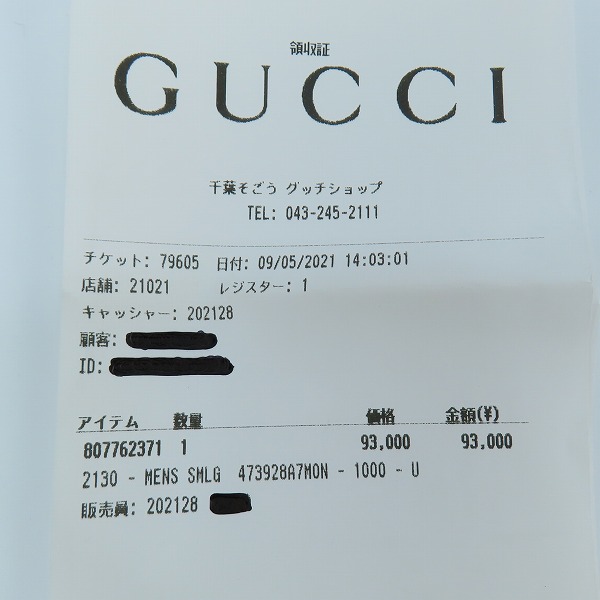 領収証
GUCCI
千葉そごう グッチショップ
TEL: 043-245-2111
チケット: 79605 日付: 09/05/2021 14:03:01
店舗: 21021 レジスター: 1
キャッシャー: 202128
顧客:
ID:
アイテム 数量 価格 金額(¥)
807762371 1 93,000 93,000
2130 - MENS SMLG 473928A7M0N - 1000 - U
販売員: 202128